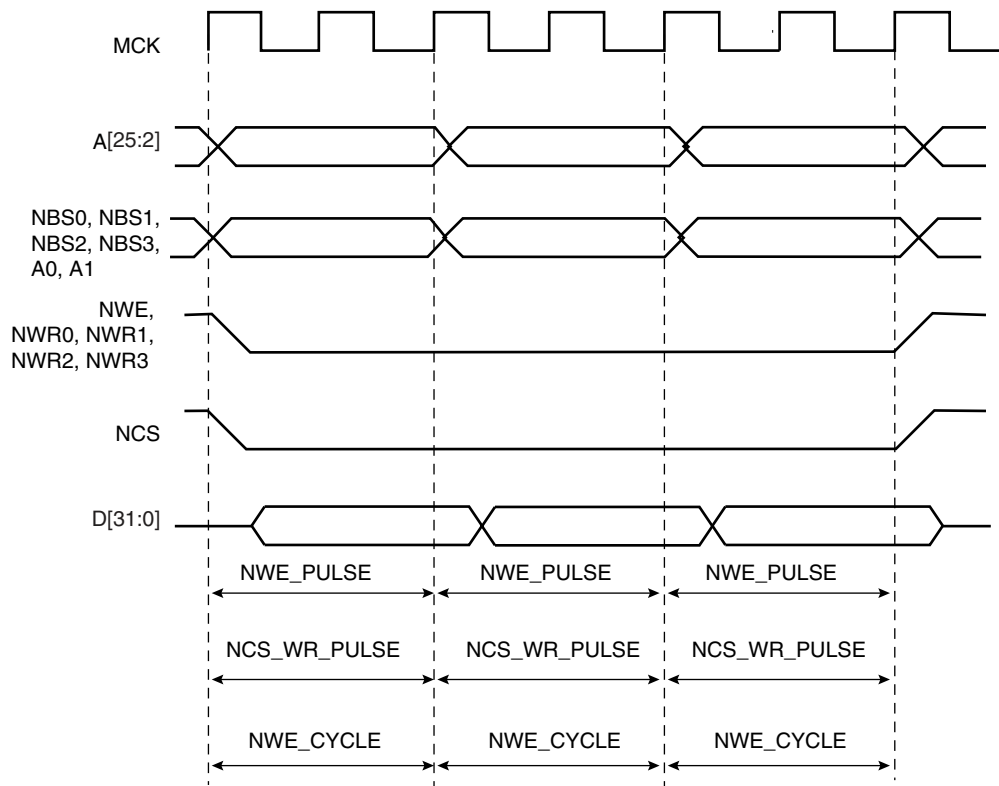 MCK
A[25:2]
NBS0, NBS1,
NBS2, NBS3,
A0, A1
NWE,
NWR0, NWR1,
NWR2, NWR3
NCS
D[31:0]
NWE_PULSE NWE_PULSE NWE_PULSE
NCS_WR_PULSE NCS_WR_PULSE NCS_WR_PULSE
NWE_CYCLE NWE_CYCLE NWE_CYCLE